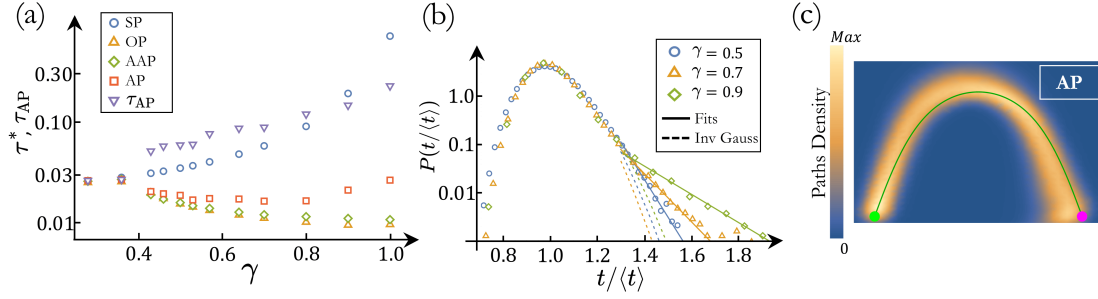 (a)
SP
OP
AAP
AP
τ_AP
0.30
0.10
0.03
0.01
τ*, τ_AP
0.4
0.6
0.8
1.0
γ
(b)
γ = 0.5
γ = 0.7
γ = 0.9
Fits
Inv Gauss
1.0
0.1
0.01
P(t/⟨t⟩)
0.8
1.0
1.2
1.4
1.6
1.8
t/⟨t⟩
(c)
Max
AP
Paths Density
0